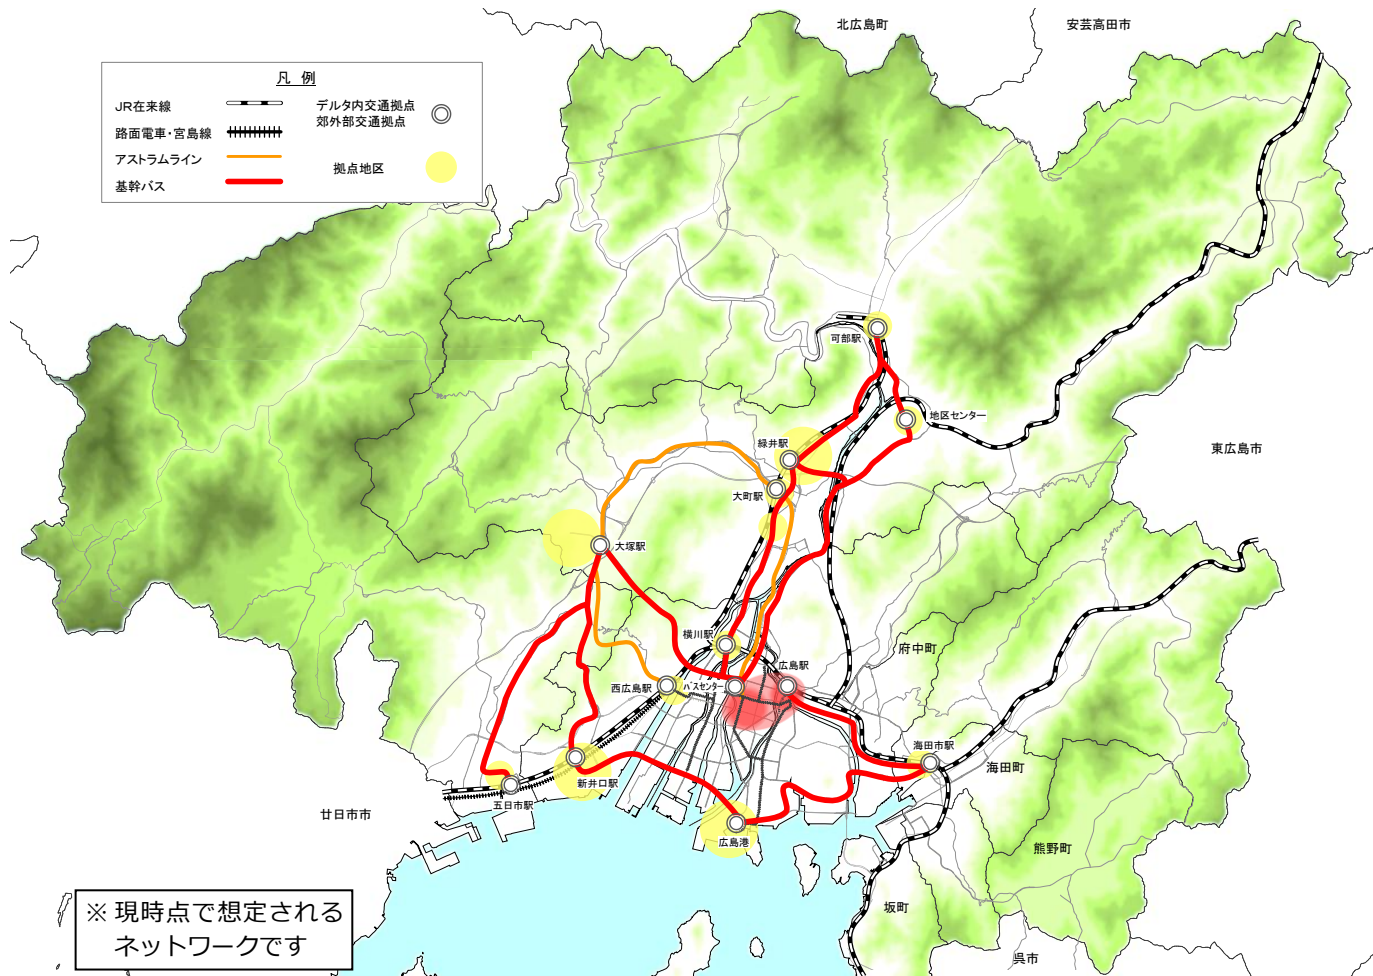 北広島町
安芸高田市
凡 例
JR在来線
路面電車・宮島線
アストラムライン
基幹バス
デルタ内交通拠点
郊外部交通拠点
拠点地区
可部駅
地区センター
緑井駅
東広島市
大町駅
大塚駅
横川駅
府中町
広島駅
西広島駅
バスセンター
海田市駅
海田町
新井口駅
五日市駅
廿日市市
広島港
熊野町
坂町
呉市
※ 現時点で想定される
ネットワークです